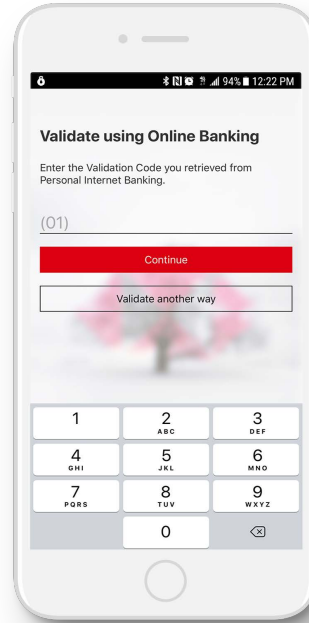 94% 12:22 PM
Validate using Online Banking
Enter the Validation Code you retrieved from
Personal Internet Banking.
(01)
Continue
Validate another way
1 2 3
ABC DEF
4 5 6
GHI JKL MNO
7 8 9
PQRS TUV WXYZ
0